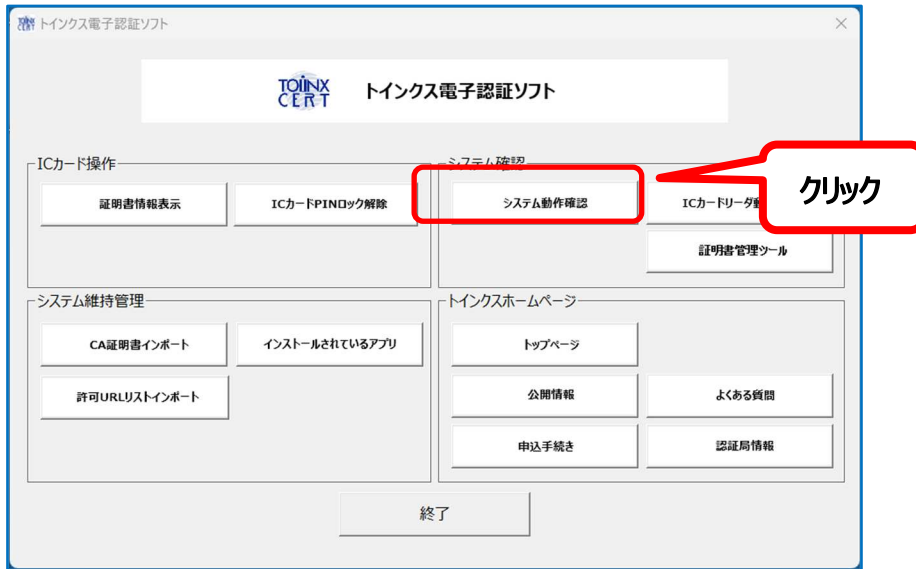 トインクス電子認証ソフト
TOiNX CERT トインクス電子認証ソフト
ICカード操作
証明書情報表示 ICカードPINロック解除
システム確認
システム動作確認 ICカードリーダ
クリック
証明書管理ツール
システム維持管理
CA証明書インポート インストールされているアプリ
許可URLリストインポート
トインクスホームページ
トップページ
公開情報 よくある質問
申込手続き 認証局情報
終了